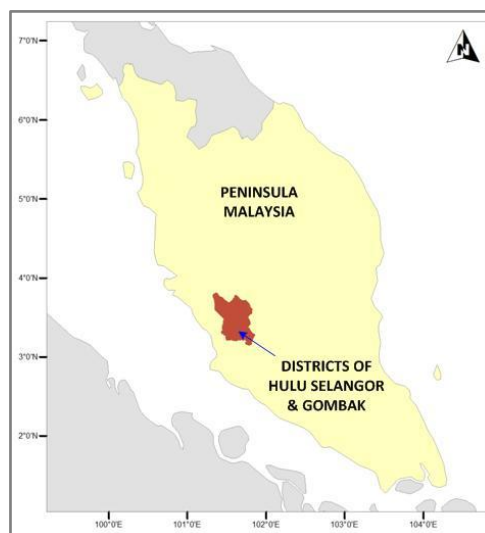 7°0'N
N
6°0'N
PENINSULA
MALAYSIA
5°0'N
4°0'N
3°0'N
DISTRICTS OF
HULU SELANGOR
& GOMBAK
2°0'N
100°0'E 101°0'E 102°0'E 103°0'E 104°0'E